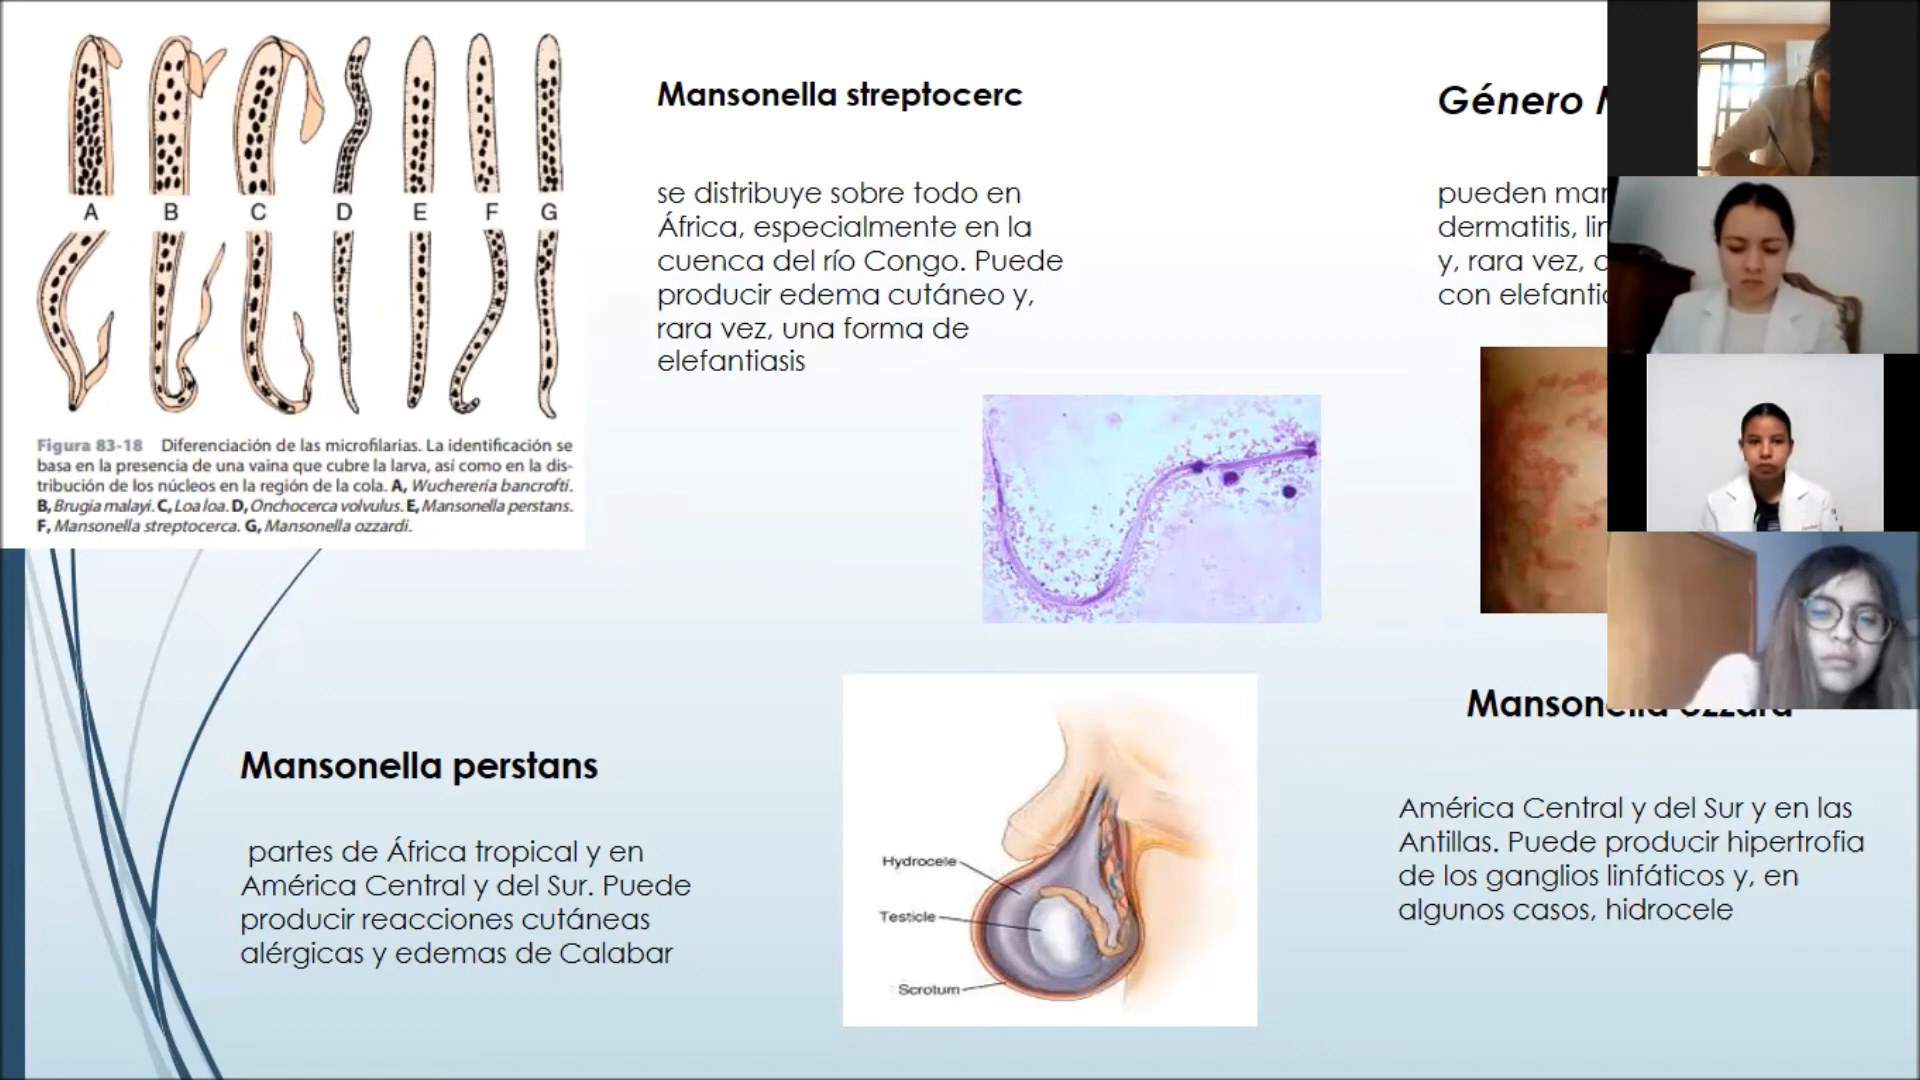 A B C D E F G
Figura 83-18 Diferenciación de las microfilarias. La identificación se
basa en la presencia de una vaina que cubre la larva, así como en la dis-
tribución de los núcleos en la región de la cola. A, Wuchereria bancrofti.
B, Brugia malayi. C, Loa loa. D, Onchocerca volvulus. E, Mansonella perstans.
F, Mansonella streptocerca. G, Mansonella ozzardi.
Mansonella streptocerc
se distribuye sobre todo en
África, especialmente en la
cuenca del río Congo. Puede
producir edema cutáneo y,
rara vez, una forma de
elefantiasis
Género
pueden
dermatitis,
y, rara vez,
con
Mansonella perstans
partes de África tropical y en
América Central y del Sur. Puede
producir reacciones cutáneas
alérgicas y edemas de Calabar
Hydrocele
Testicle
Scrotum
América Central y del Sur y en las
Antillas. Puede producir hipertrofia
de los ganglios linfáticos y, en
algunos casos, hidrocele